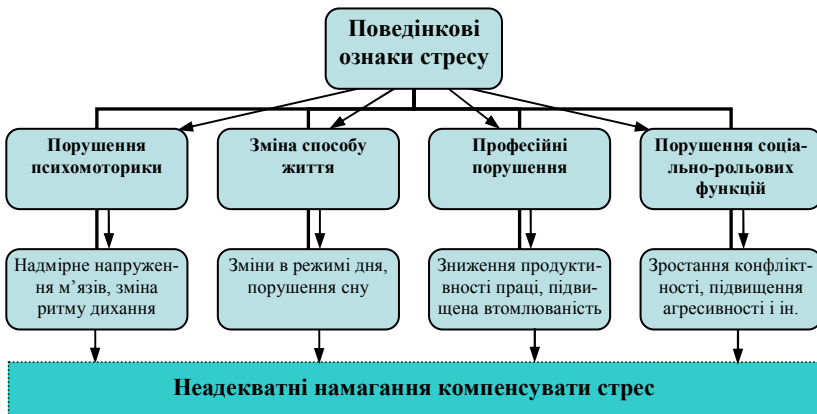 Поведінкові
ознаки стресу
Порушення
психомоторики
Зміна способу
життя
Професійні
порушення
Порушення соціа-
льно-рольових
функцій
Надмірне напружен-
ня м’язів, зміна
ритму дихання
Зміни в режимі дня,
порушення сну
Зниження продукти-
вності праці, підви-
щена втомлюваність
Зростання конфлікт-
ності, підвищення
агресивності і ін.
Неадекватні намагання компенсувати стрес